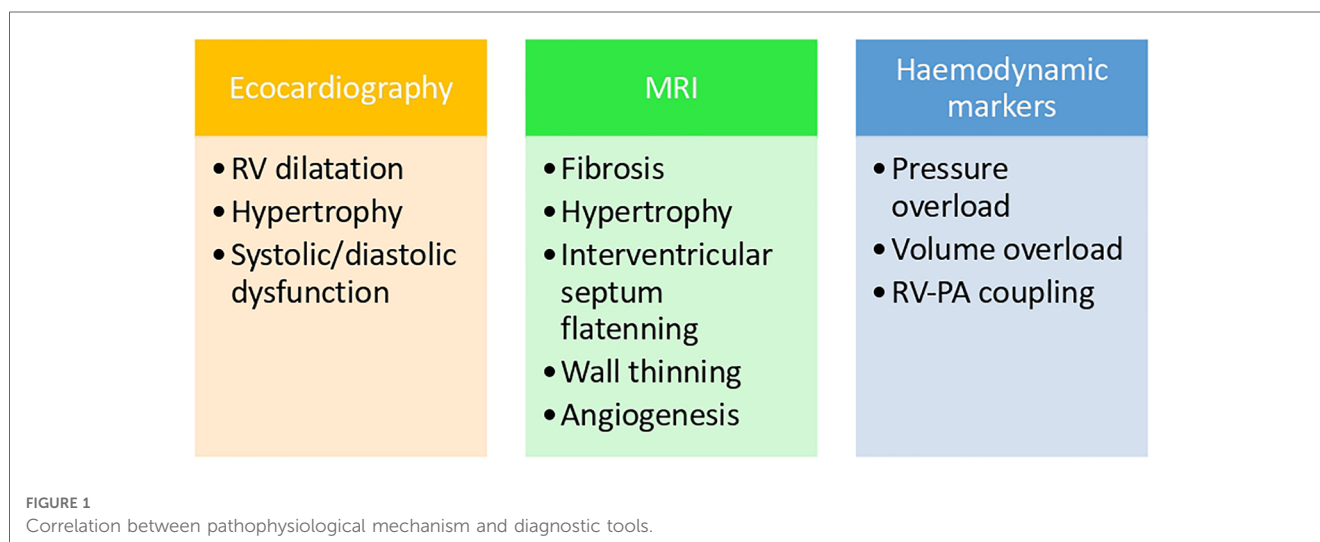 Ecocardiography
• RV dilatation
• Hypertrophy
• Systolic/diastolic
dysfunction
MRI
• Fibrosis
• Hypertrophy
• Interventricular
septum
flatenning
• Wall thinning
• Angiogenesis
Haemodynamic
markers
• Pressure
overload
• Volume overload
• RV-PA coupling
FIGURE 1
Correlation between pathophysiological mechanism and diagnostic tools.